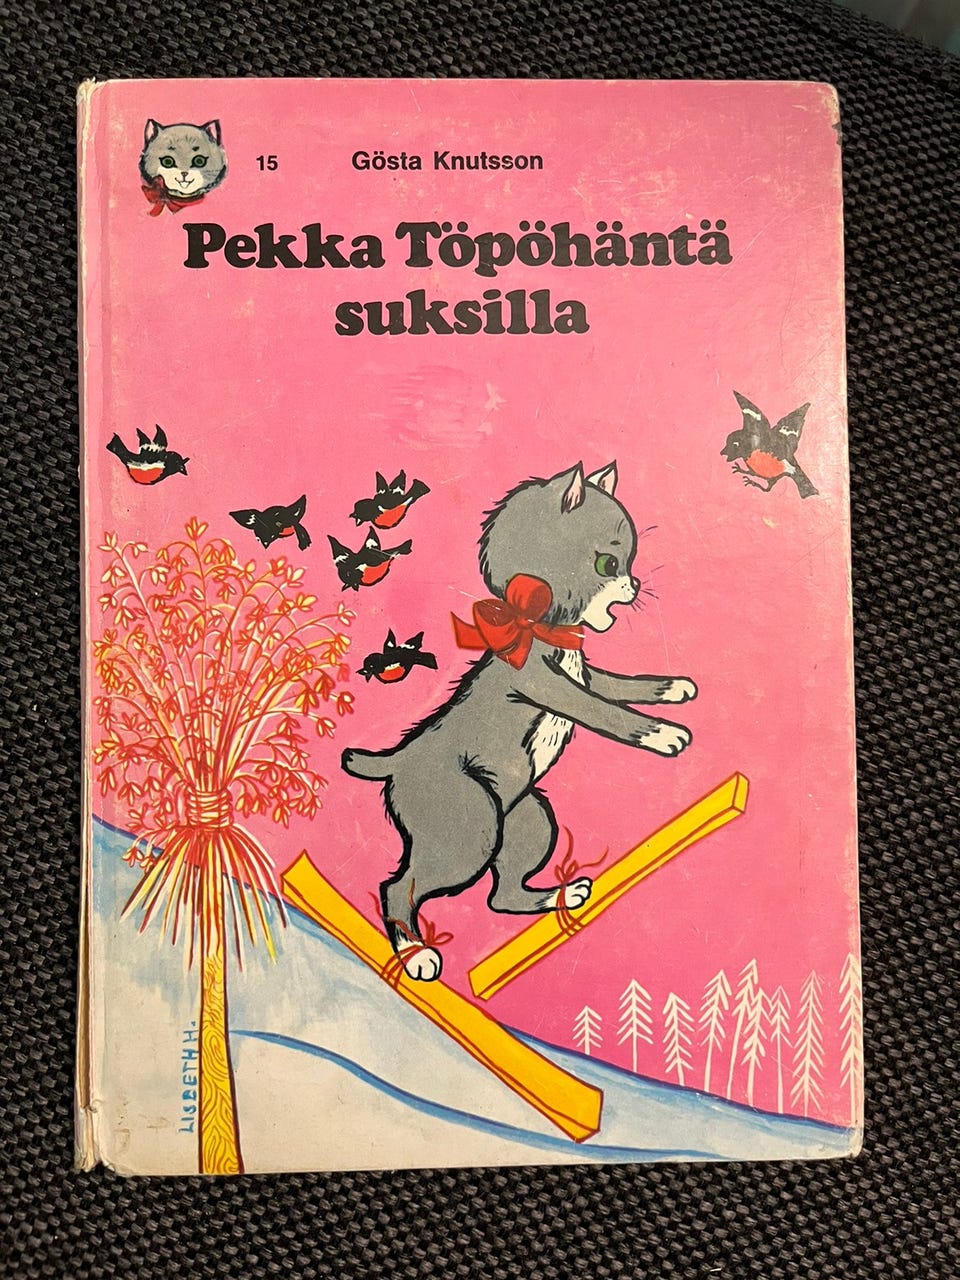 15 Gösta Knutsson
Pekka Töpöhäntä
suksilla
LISBETH H.